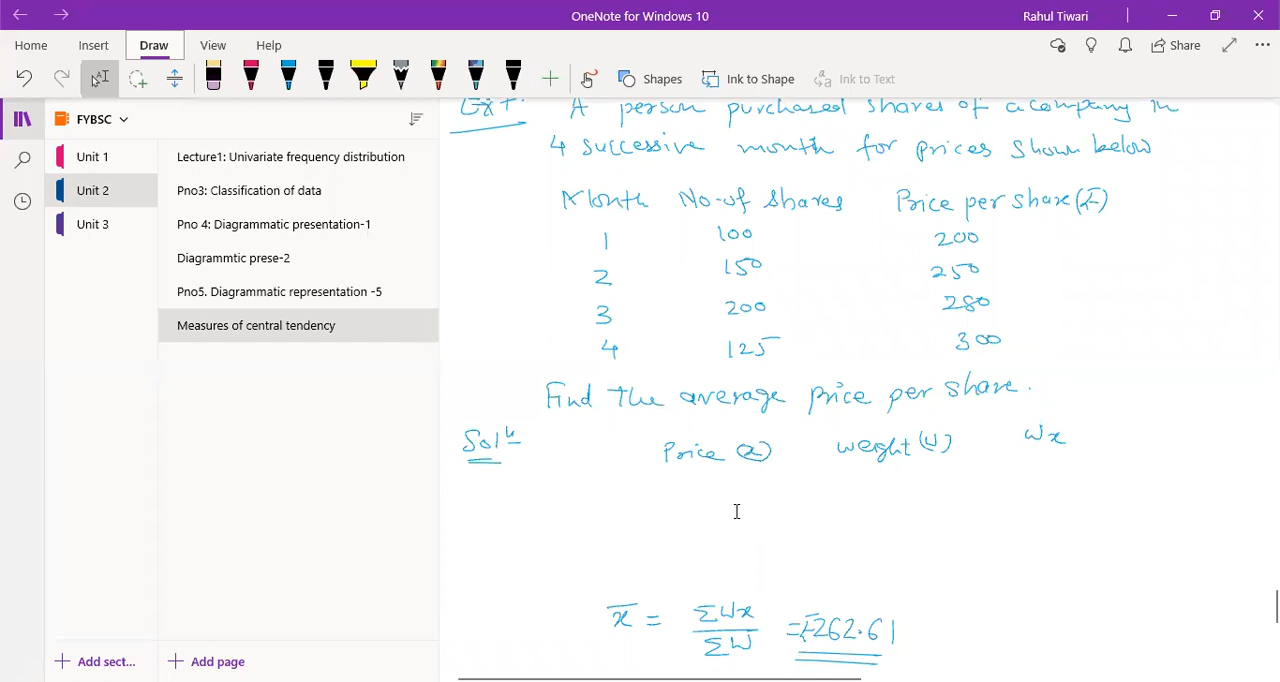 OneNote for Windows 10
Rahul Tiwari
Home Insert Draw View Help
Share
Shapes Ink to Shape Ink to Text
FYBSC
Unit 1
Unit 2
Unit 3
Lecture1: Univariate frequency distribution
Pno3: Classification of data
Pno 4: Diagrammatic presentation-1
Diagrammtic prese-2
Pno5. Diagrammatic representation -5
Measures of central tendency
Add sect...
Add page
A person purchased shares of a company in
4 successive month for prices shown below
Month No-of shares Price per share (₹)
1 100 200
2 150 250
3 200 280
4 125 300
Find the average price per share.
Solⁿ Price (x) weight (W) Wx
x̄ = ΣWx / ΣW = ₹262.61